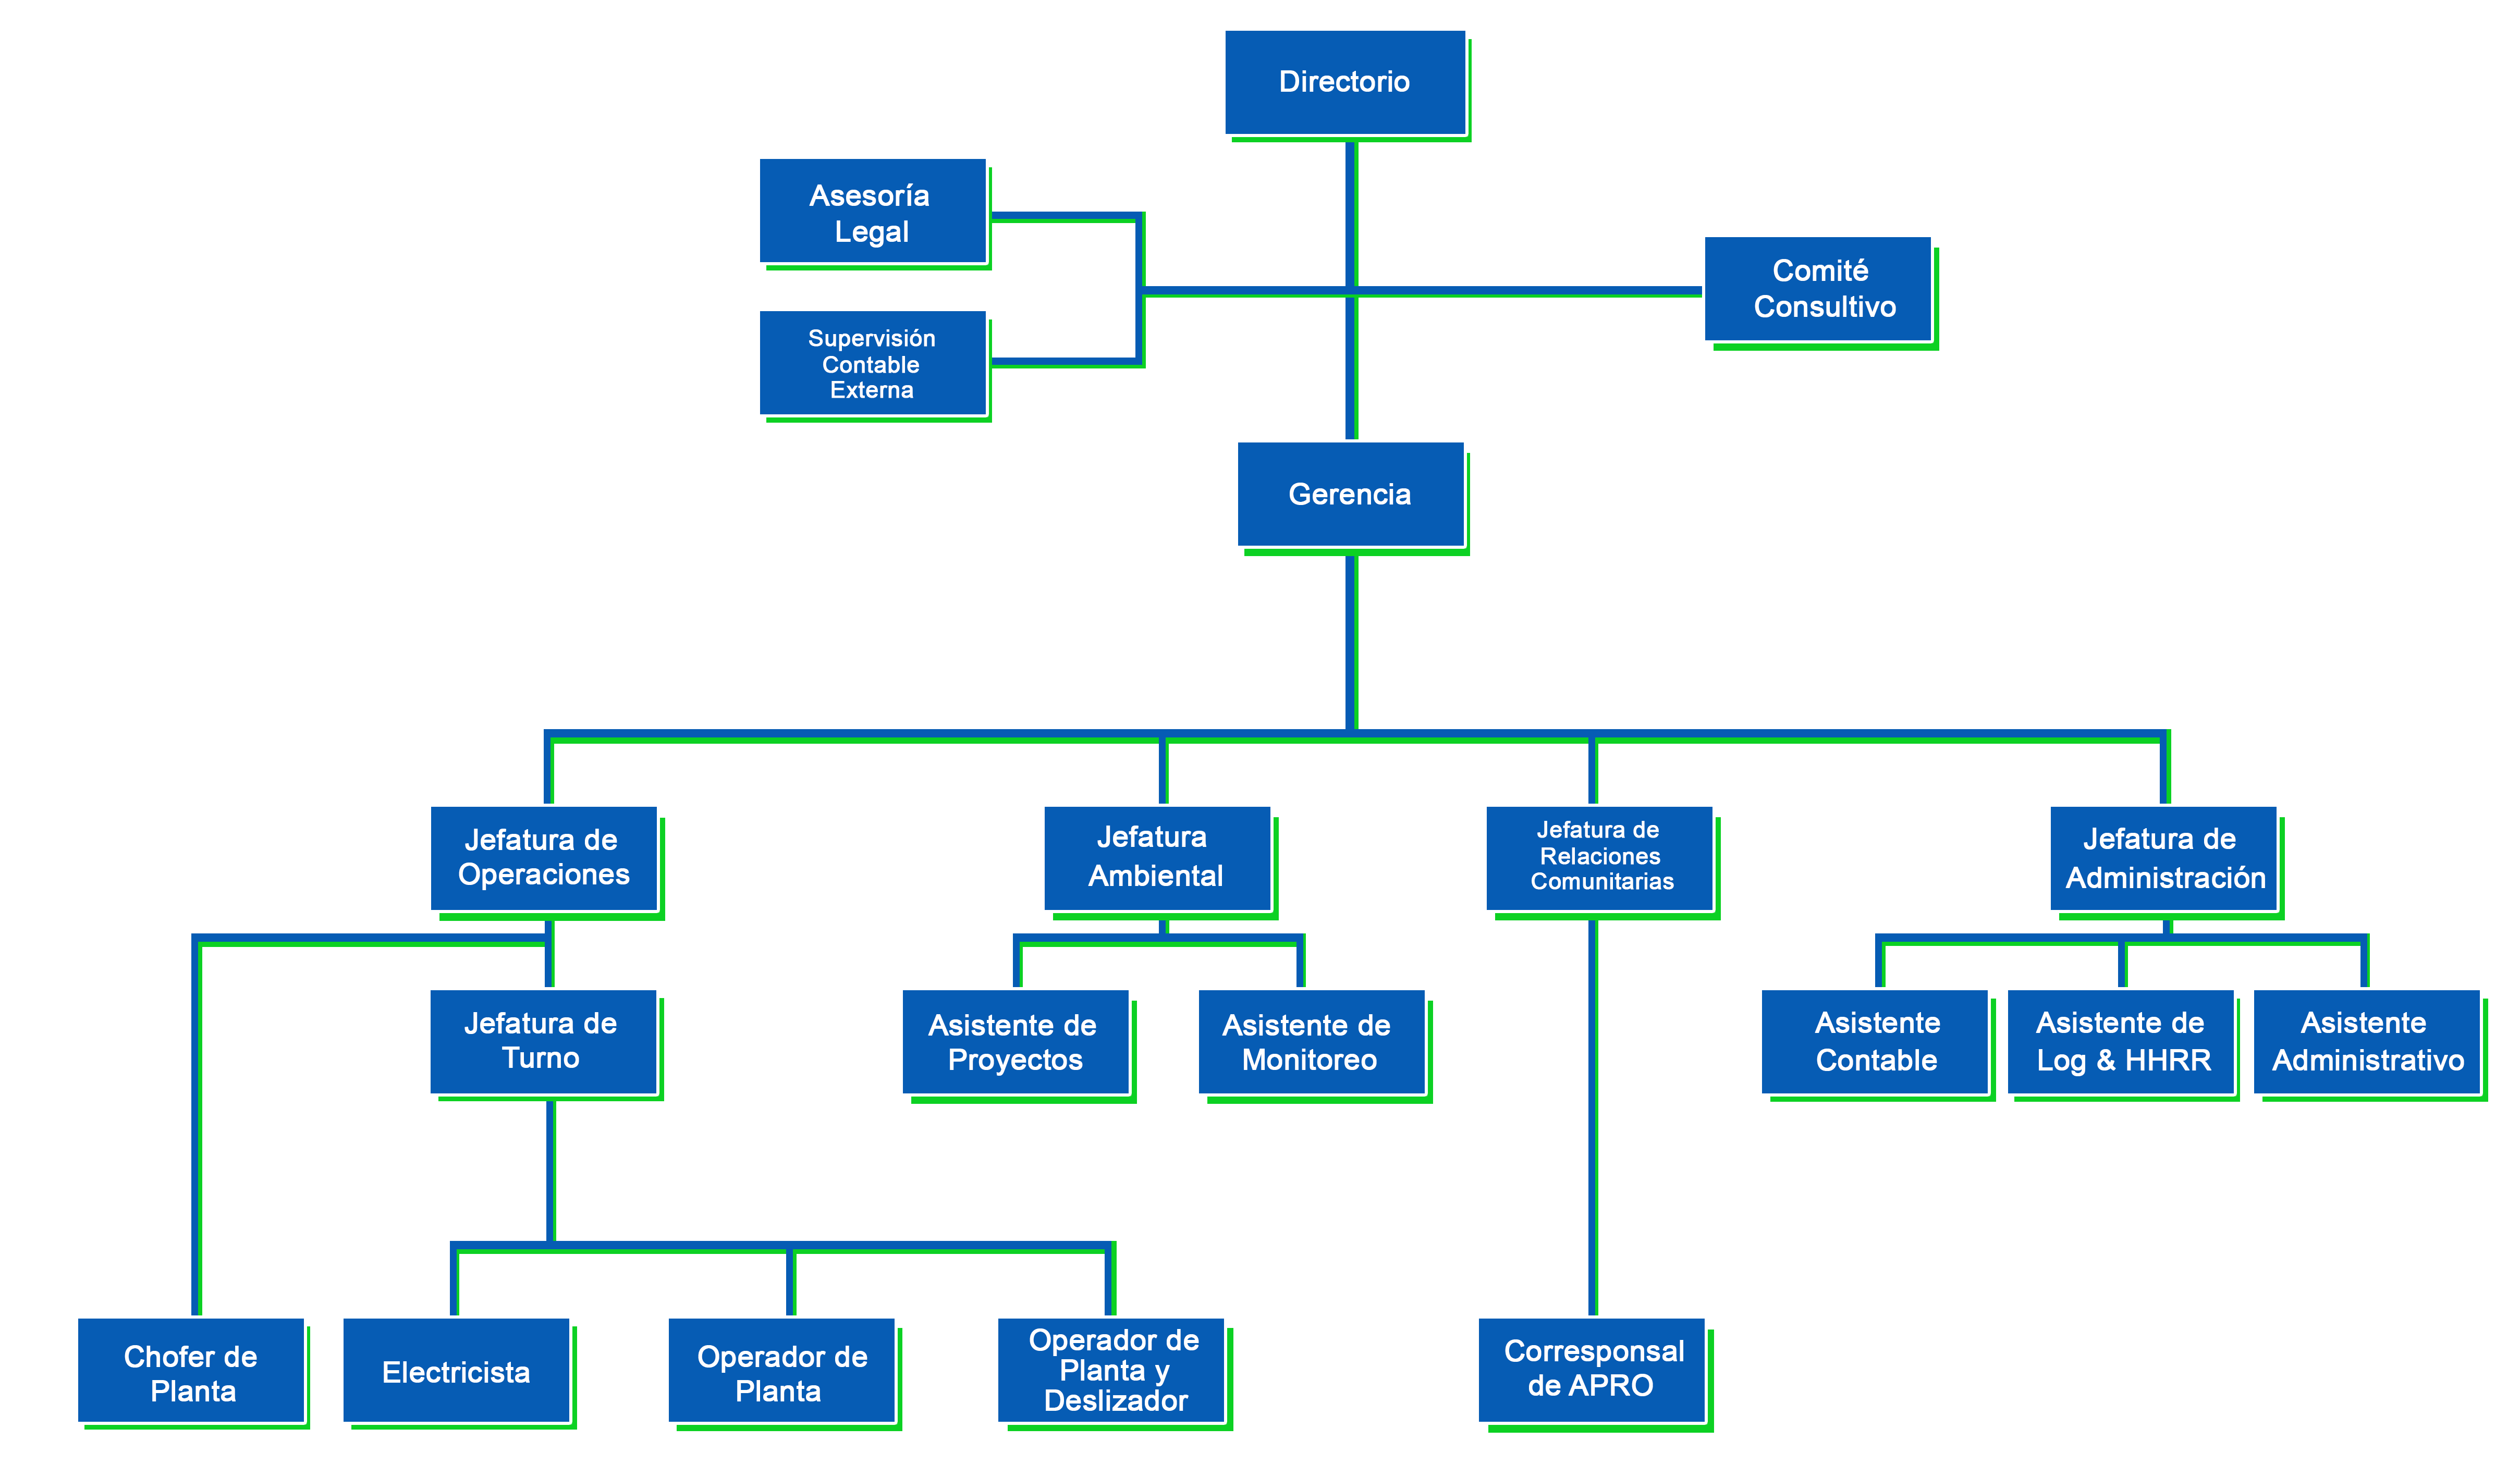 Directorio
Asesoría
Legal
Comité
Consultivo
Supervisión
Contable
Externa
Gerencia
Jefatura de
Operaciones
Jefatura
Ambiental
Jefatura de
Relaciones
Comunitarias
Jefatura de
Administración
Jefatura de
Turno
Asistente de
Proyectos
Asistente de
Monitoreo
Asistente
Contable
Asistente de
Log & HHRR
Asistente
Administrativo
Chofer de
Planta
Electricista
Operador de
Planta
Operador de
Planta y
Deslizador
Corresponsal
de APRO